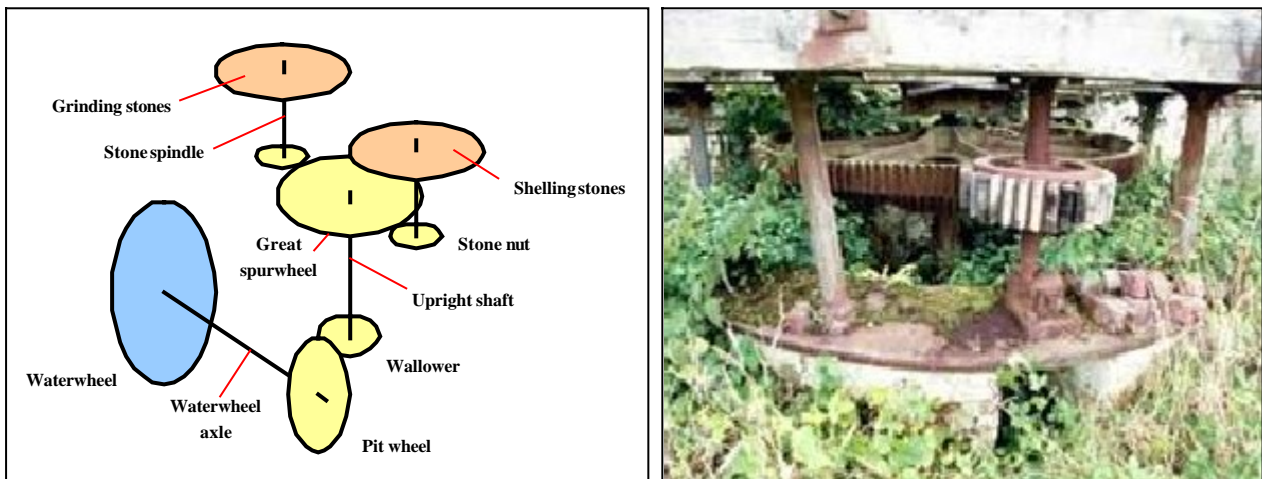 Grinding stones
Stone spindle
Shelling stones
Great
spurwheel
Stone nut
Upright shaft
Waterwheel
Wallower
Waterwheel
axle
Pit wheel